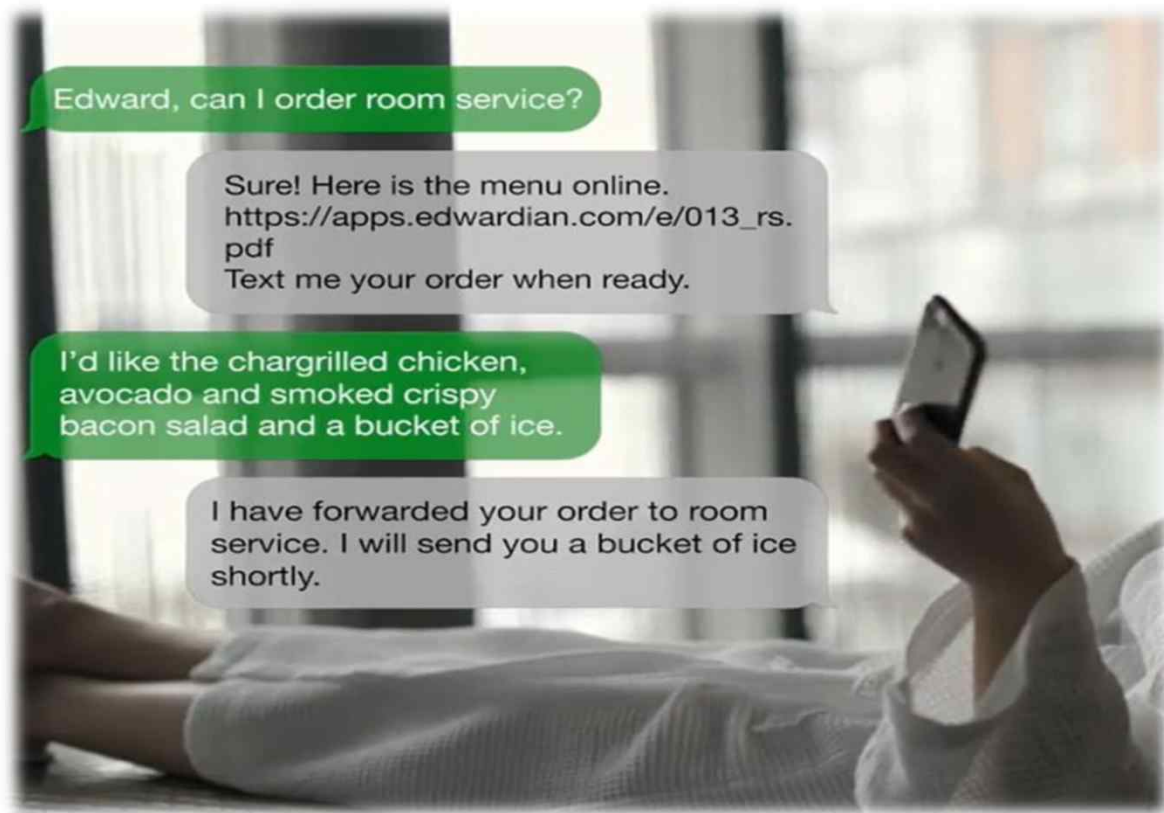 Edward, can I order room service?
Sure! Here is the menu online.
https://apps.edwardian.com/e/013_rs.
pdf
Text me your order when ready.
I'd like the chargrilled chicken,
avocado and smoked crispy
bacon salad and a bucket of ice.
I have forwarded your order to room
service. I will send you a bucket of ice
shortly.